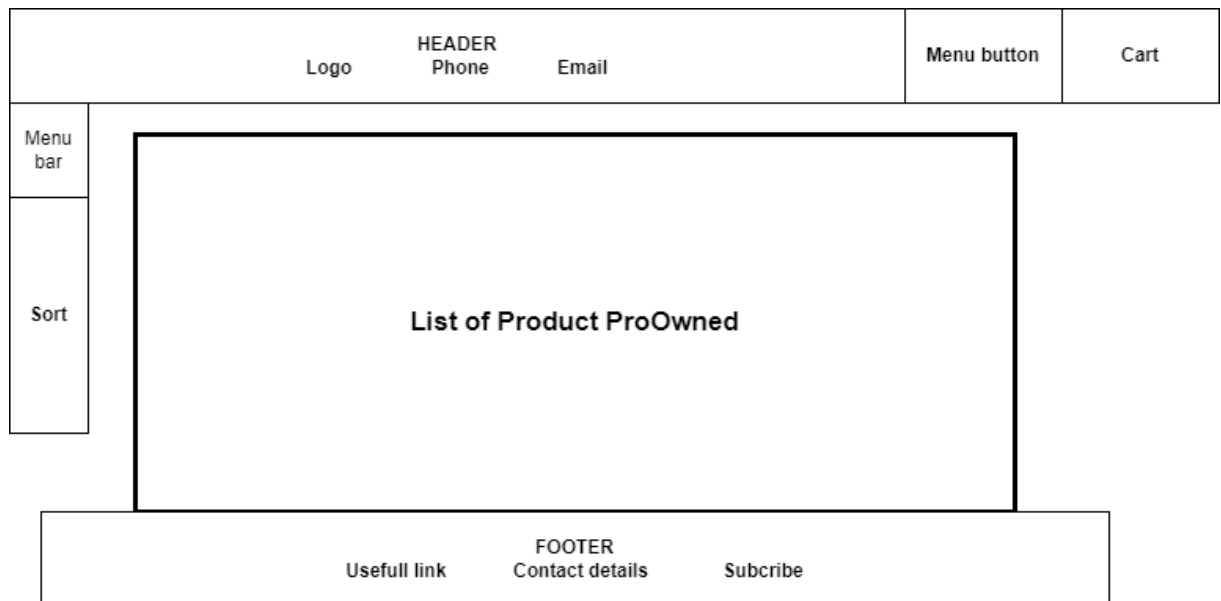 HEADER
Logo Phone Email
Menu button
Cart
Menu
bar
Sort
List of Product ProOwned
FOOTER
Usefull link Contact details Subcribe